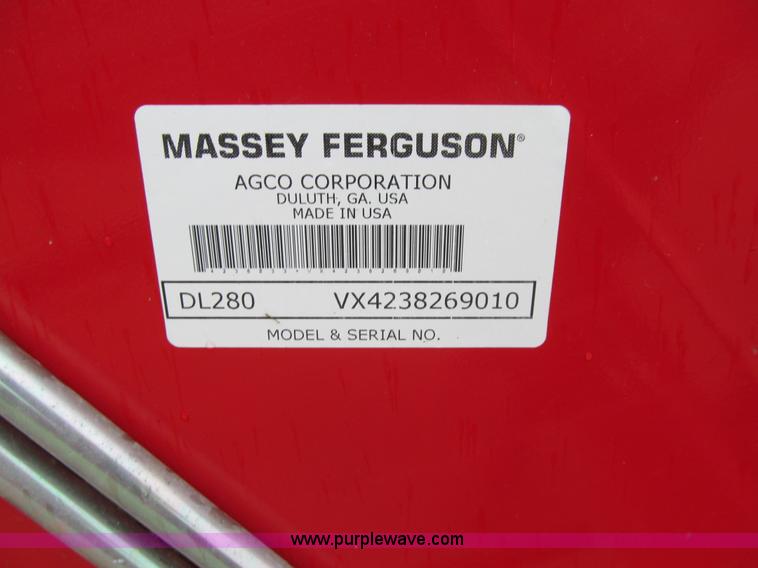 MASSEY FERGUSON®
AGCO CORPORATION
DULUTH, GA. USA
MADE IN USA
DL280 VX4238269010
MODEL & SERIAL NO.
www.purplewave.com